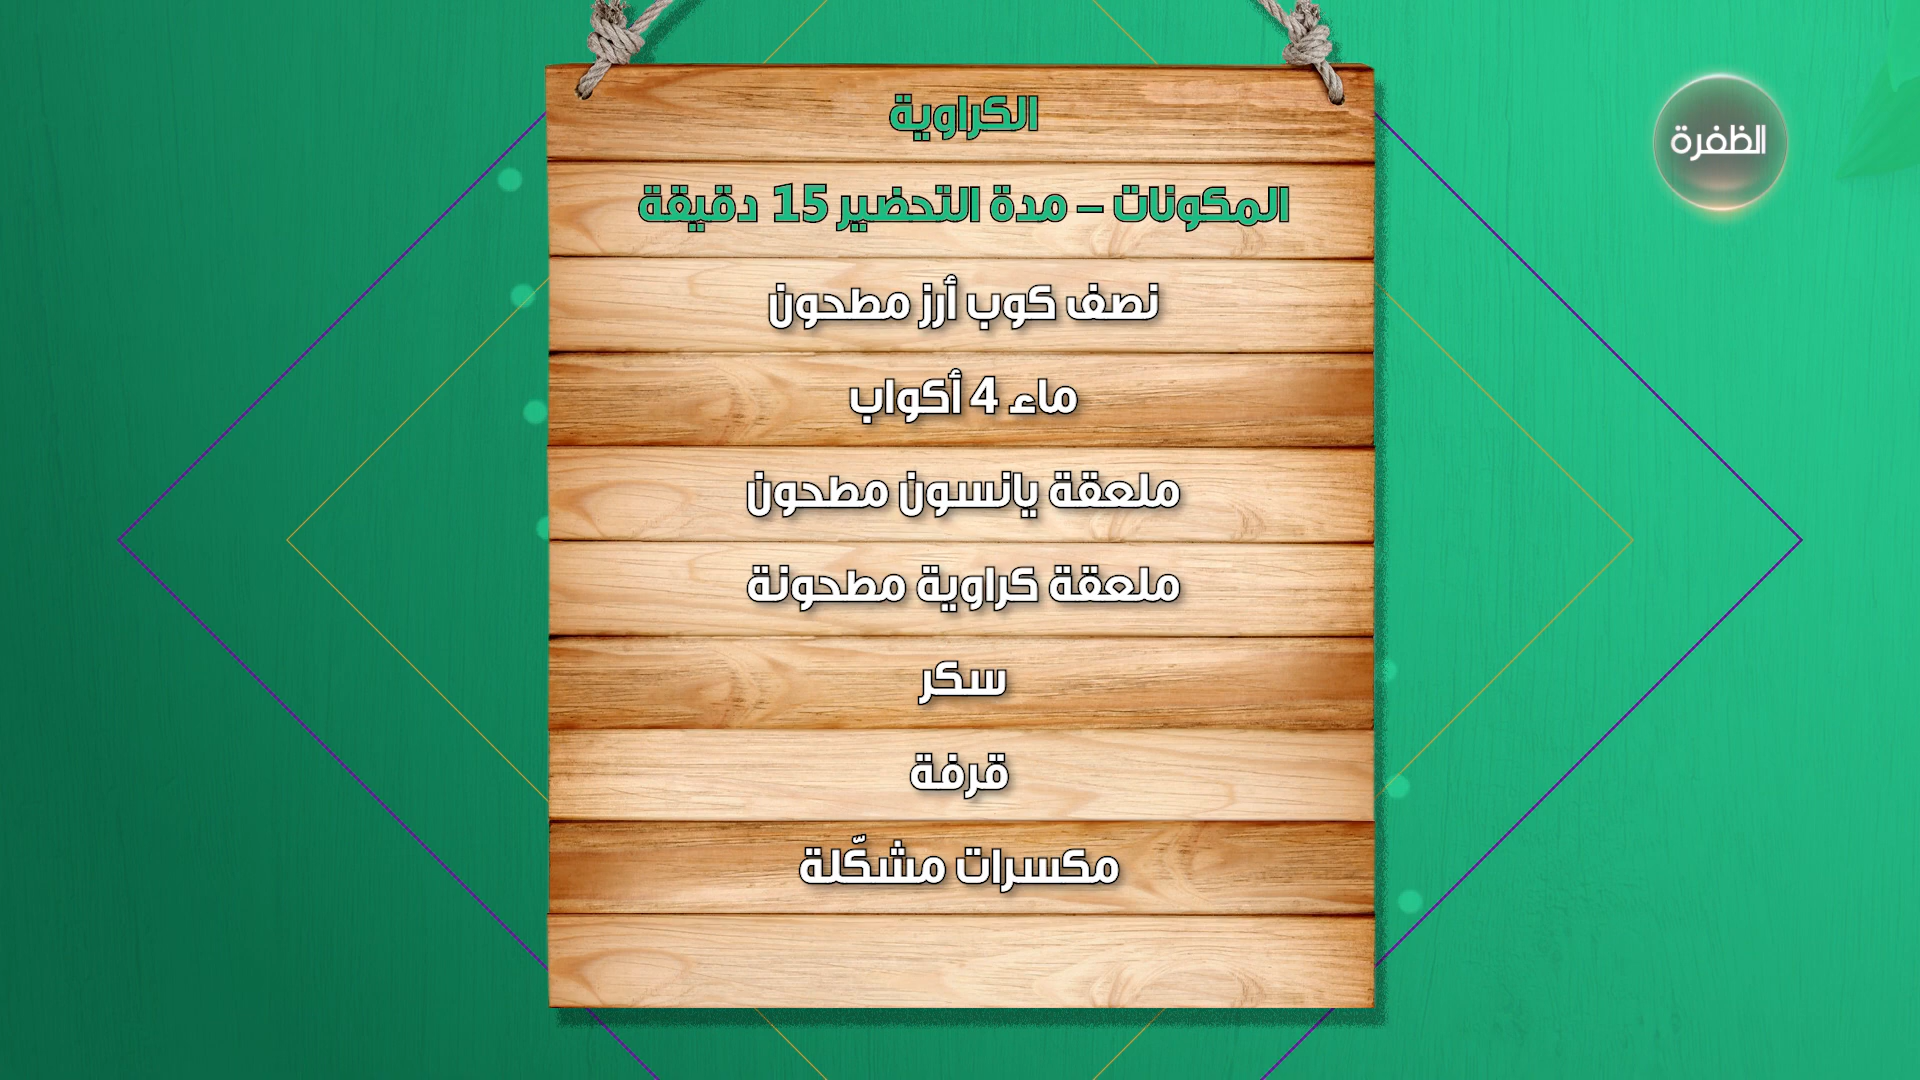 الكراوية
المكونات – مدة التحضير 15 دقيقة
نصف كوب أرز مطحون
ماء 4 أكواب
ملعقة يانسون مطحون
ملعقة كراوية مطحونة
سكر
قرفة
مكسرات مشكّلة
الظفرة